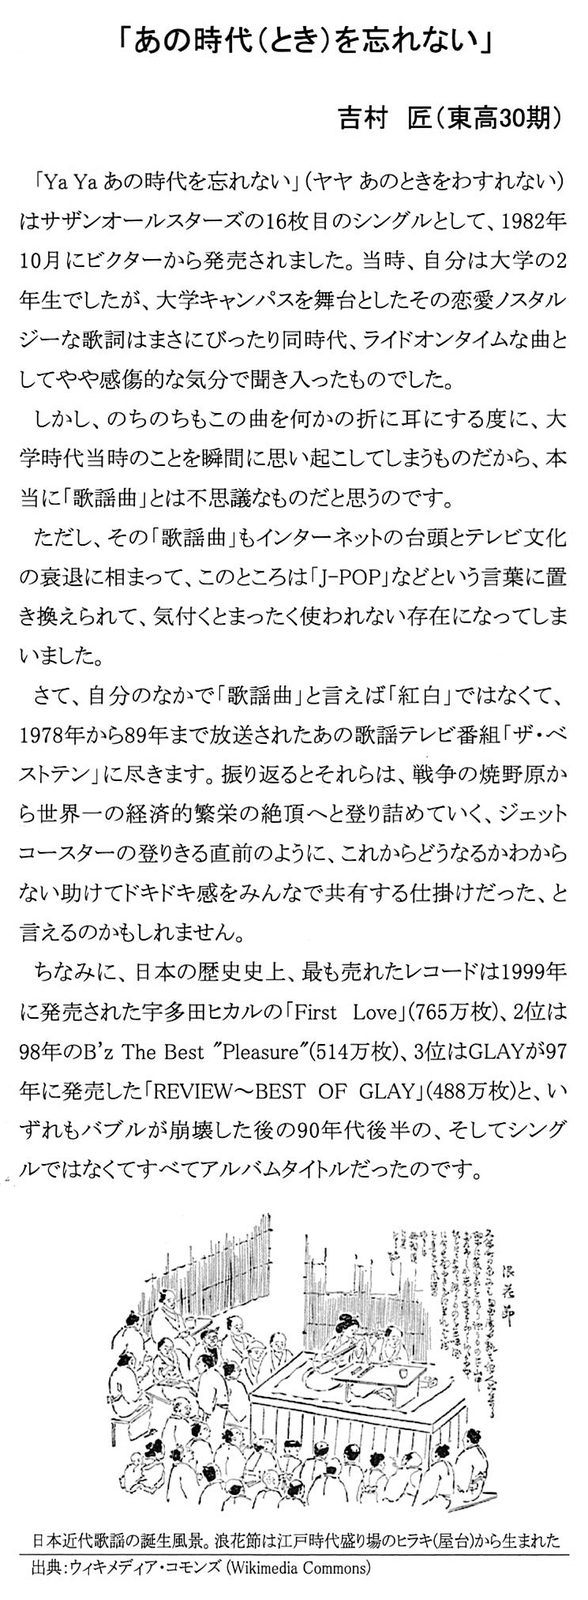 「あの時代(とき)を忘れない」
吉村　匠(東高30期)
「Ya Ya あの時代を忘れない」(ヤヤ あのときをわすれない)
はサザンオールスターズの16枚目のシングルとして、1982年
10月にビクターから発売されました。当時、自分は大学の2
年生でしたが、大学キャンパスを舞台としたその恋愛ノスタル
ジーな歌詞はまさにびったり同時代、ライドオンタイムな曲と
してやや感傷的な気分で聞き入ったものでした。
しかし、のちのちもこの曲を何かの折に耳にする度に、大
学時代当時のことを瞬間に思い起こしてしまうものだから、本
当に「歌謡曲」とは不思議なものだと思うのです。
ただし、その「歌謡曲」もインターネットの台頭とテレビ文化
の衰退に相まって、このところは「J-POP」などという言葉に置
き換えられて、気付くとまったく使われない存在になってしま
いました。
さて、自分のなかで「歌謡曲」と言えば「紅白」ではなくて、
1978年から89年まで放送されたあの歌謡テレビ番組「ザ・ベ
ストテン」に尽きます。振り返るとそれらは、戦争の焼野原か
ら世界一の経済的繁栄の絶頂へと登り詰めていく、ジェット
コースターの登りきる直前のように、これからどうなるかわから
ない助けてドキドキ感をみんなで共有する仕掛けだった、と
言えるのかもしれません。
ちなみに、日本の歴史史上、最も売れたレコードは1999年
に発売された宇多田ヒカルの「First Love」(765万枚)、2位は
98年のB'z The Best "Pleasure"(514万枚)、3位はGLAYが97
年に発売した「REVIEW～BEST OF GLAY」(488万枚)と、い
ずれもバブルが崩壊した後の90年代後半の、そしてシング
ルではなくてすべてアルバムタイトルだったのです。
浪花節
日本近代歌謡の誕生風景。浪花節は江戸時代盛り場のヒラキ(屋台)から生まれた
出典:ウィキメディア・コモンズ (Wikimedia Commons)